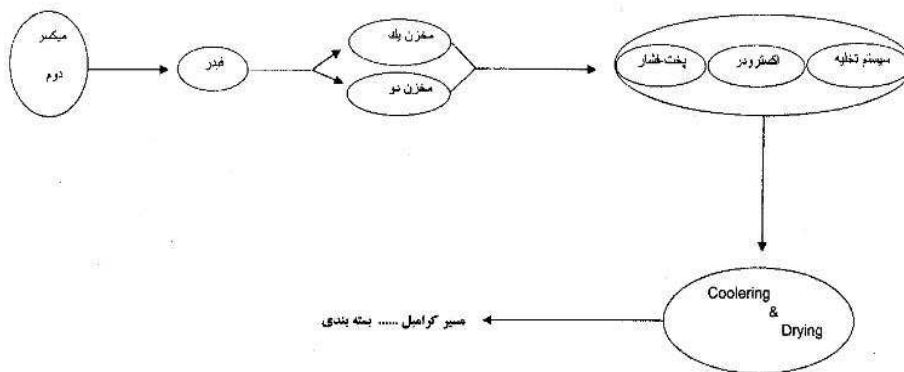 میکسر
دوم
فیدر
مخزن یک
مخزن دو
پخت-فشار
اکسترودر
سیستم تخلیه
Coolering
&
Drying
مسیر کرامبل ...... بسته بندی